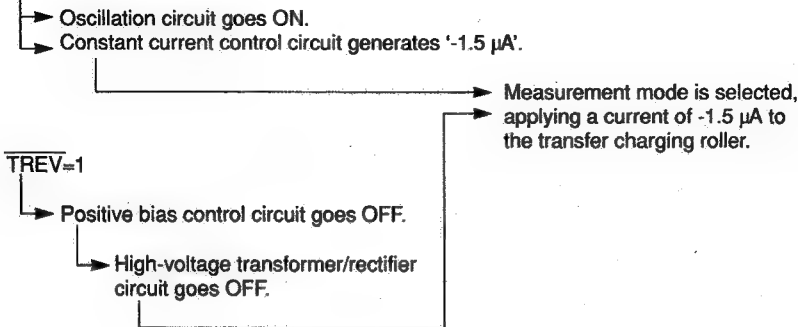 Oscillation circuit goes ON.
Constant current control circuit generates ‘-1.5 µA’.
Measurement mode is selected,
applying a current of -1.5 µA to
the transfer charging roller.
TREV=1
Positive bias control circuit goes OFF.
High-voltage transformer/rectifier
circuit goes OFF.